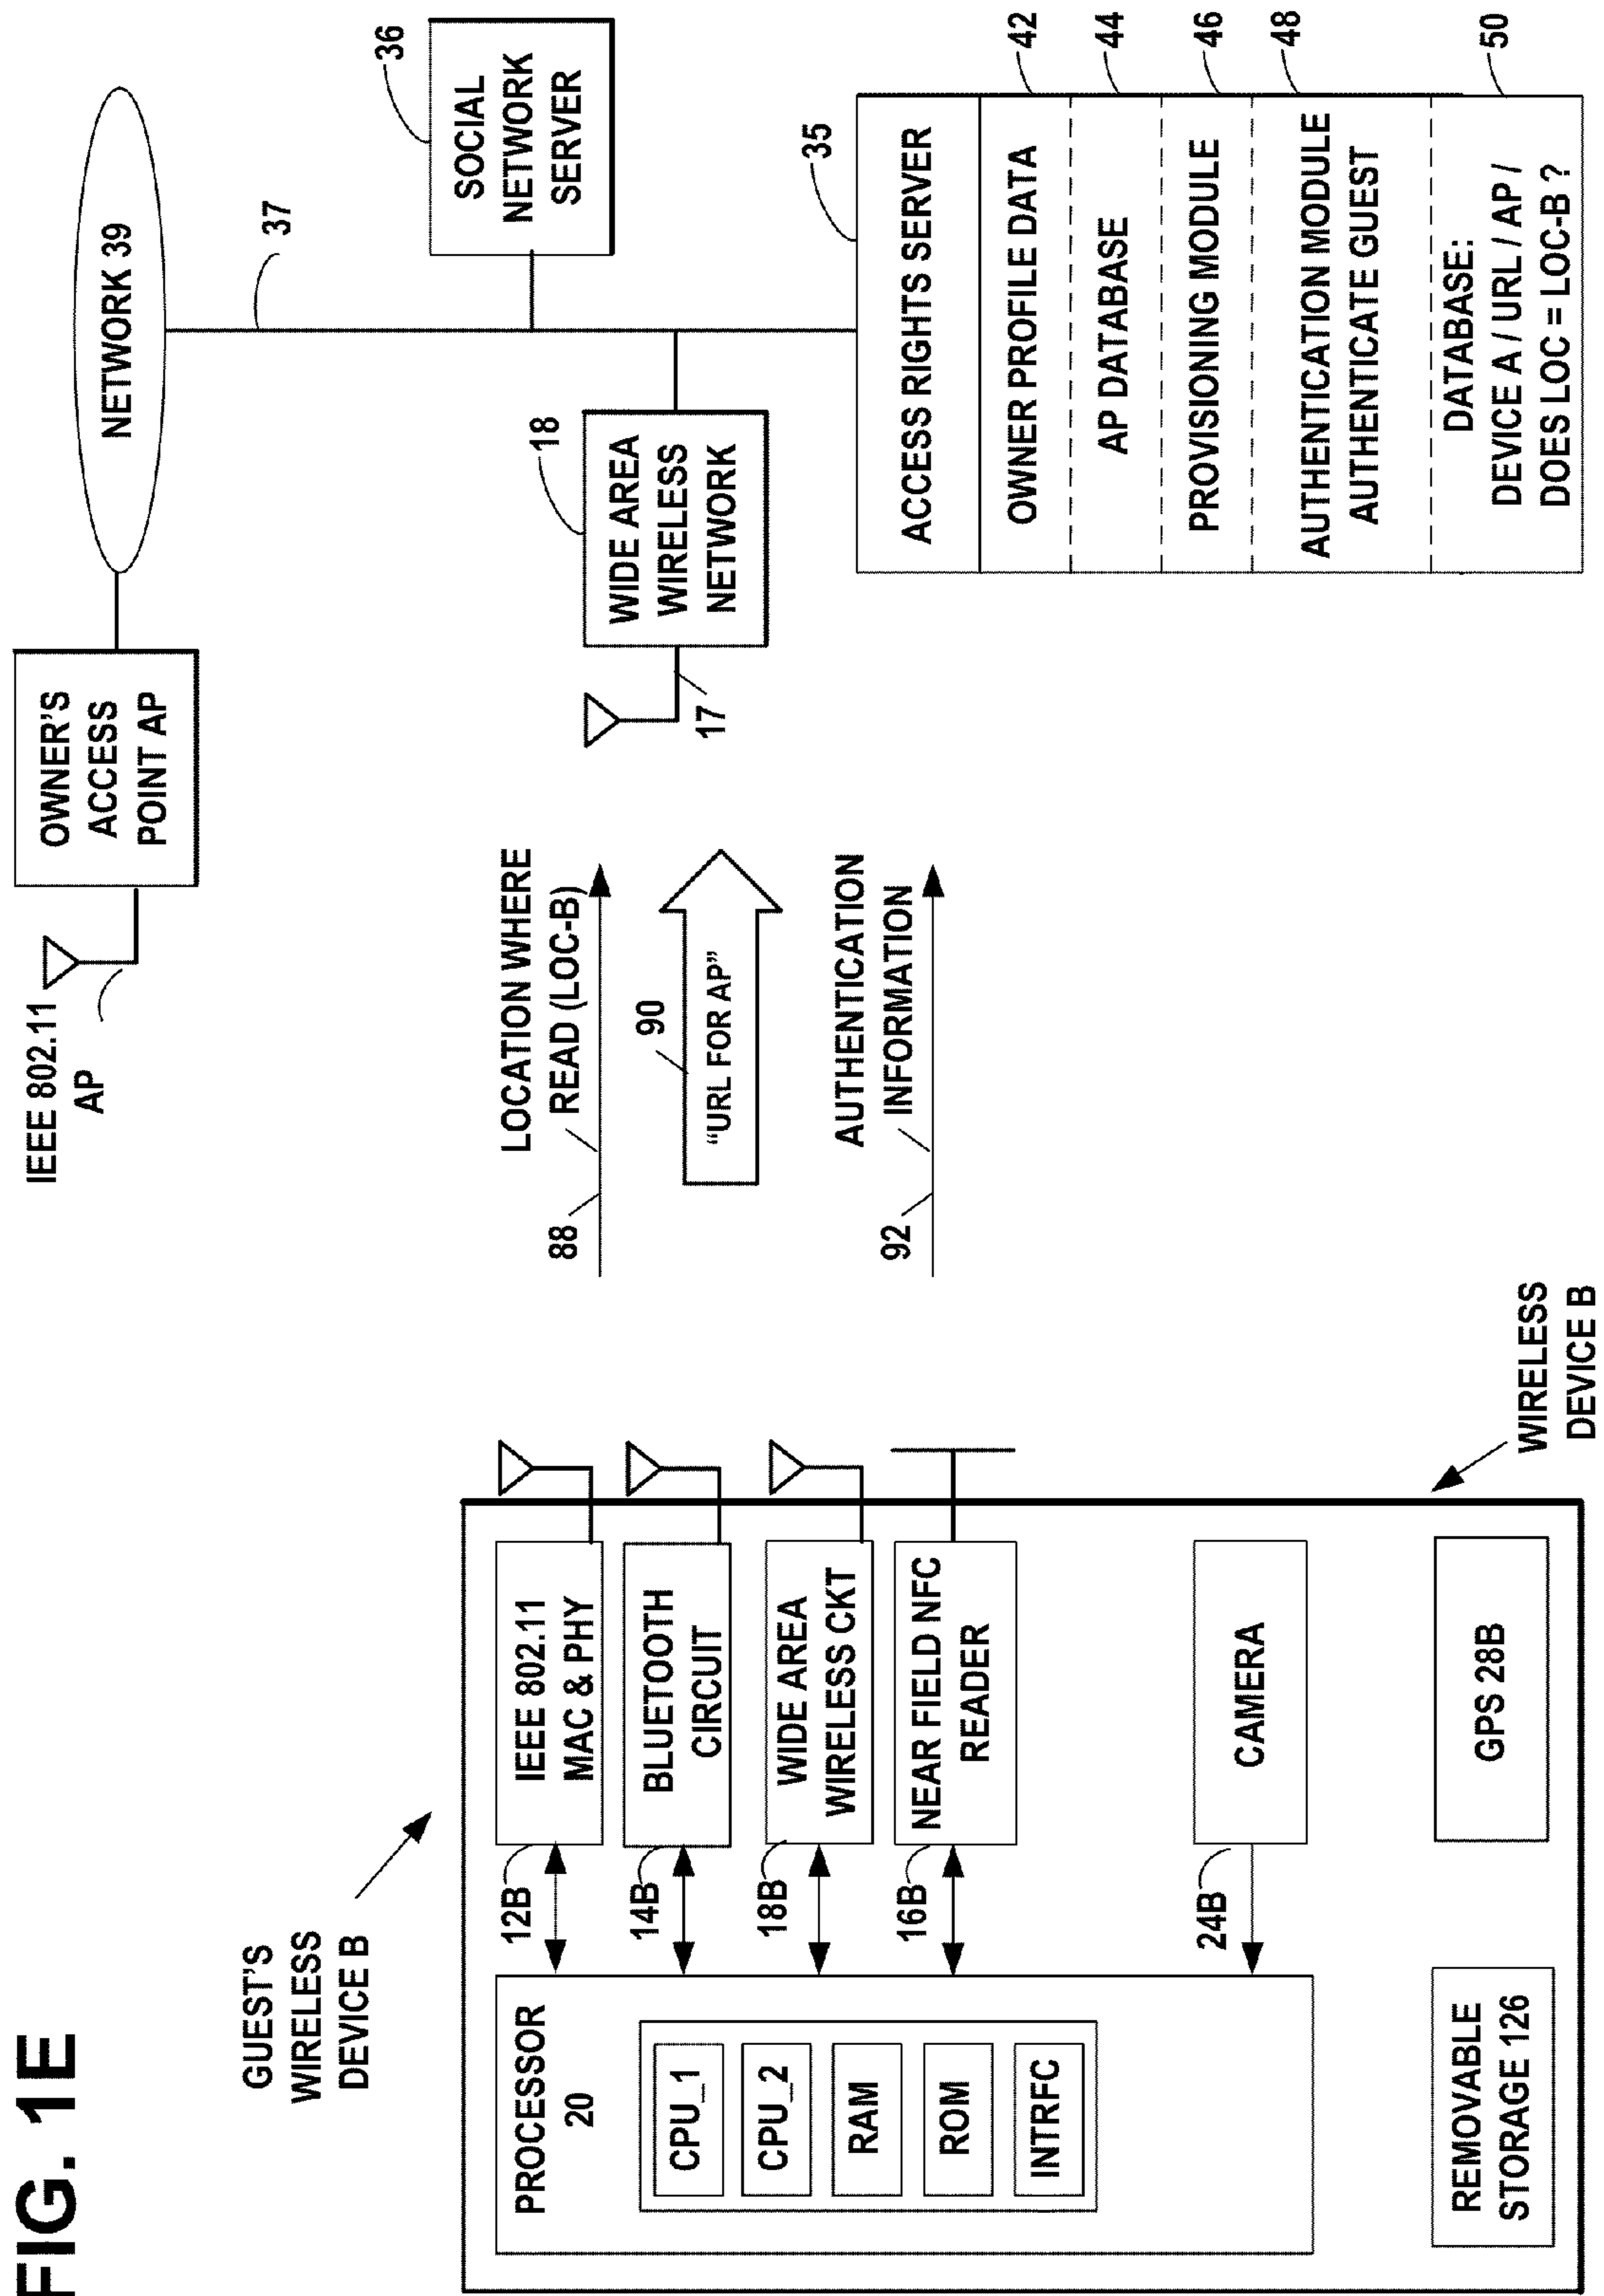 FIG. 1E
GUEST'S
WIRELESS
DEVICE B
PROCESSOR
20
CPU_1
CPU_2
RAM
ROM
INTRFC
REMOVABLE
STORAGE 126
12B
14B
18B
16B
24B
IEEE 802.11
MAC & PHY
BLUETOOTH
CIRCUIT
WIDE AREA
WIRELESS CKT
NEAR FIELD NFC
READER
CAMERA
GPS 28B
WIRELESS
DEVICE B
IEEE 802.11
AP
OWNER'S
ACCESS
POINT AP
NETWORK 39
37
36
SOCIAL
NETWORK
SERVER
LOCATION WHERE
READ (LOC-B)
88
90
"URL FOR AP"
AUTHENTICATION
INFORMATION
92
17
18
WIDE AREA
WIRELESS
NETWORK
35
ACCESS RIGHTS SERVER
OWNER PROFILE DATA
42
AP DATABASE
44
PROVISIONING MODULE
46
AUTHENTICATION MODULE
AUTHENTICATE GUEST
48
DATABASE:
DEVICE A / URL / AP /
DOES LOC = LOC-B ?
50